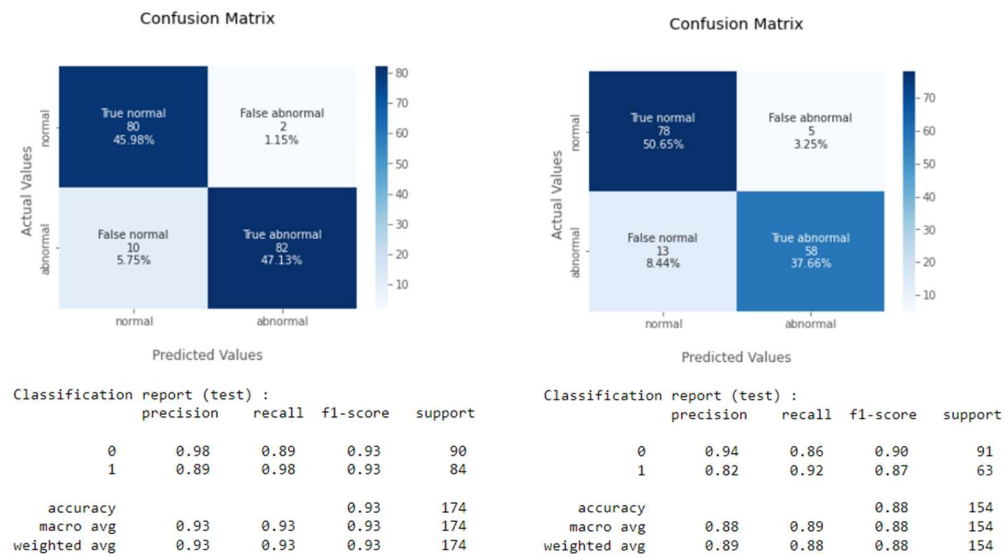 Confusion Matrix
True normal
80
45.98%
False abnormal
2
1.15%
False normal
10
5.75%
True abnormal
82
47.13%
normal
abnormal
Actual Values
normal
abnormal
Predicted Values
80
70
60
50
40
30
20
10
Classification report (test) :
precision recall f1-score support
0 0.98 0.89 0.93 90
1 0.89 0.98 0.93 84
accuracy 0.93 174
macro avg 0.93 0.93 0.93 174
weighted avg 0.93 0.93 0.93 174
Confusion Matrix
True normal
78
50.65%
False abnormal
5
3.25%
False normal
13
8.44%
True abnormal
58
37.66%
normal
abnormal
Actual Values
normal
abnormal
Predicted Values
70
60
50
40
30
20
10
Classification report (test) :
precision recall f1-score support
0 0.94 0.86 0.90 91
1 0.82 0.92 0.87 63
accuracy 0.88 154
macro avg 0.88 0.89 0.88 154
weighted avg 0.89 0.88 0.88 154